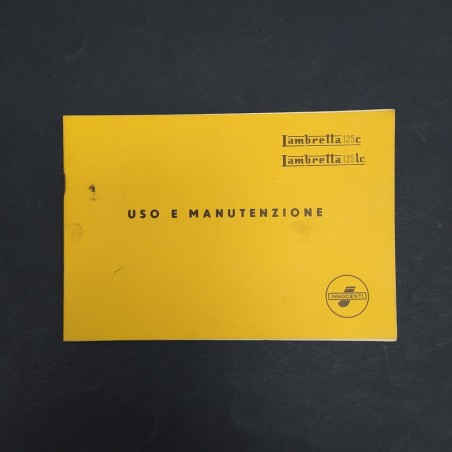 Lambretta 125 c
Lambretta 125 lc
USO E MANUTENZIONE
INNOCENTI